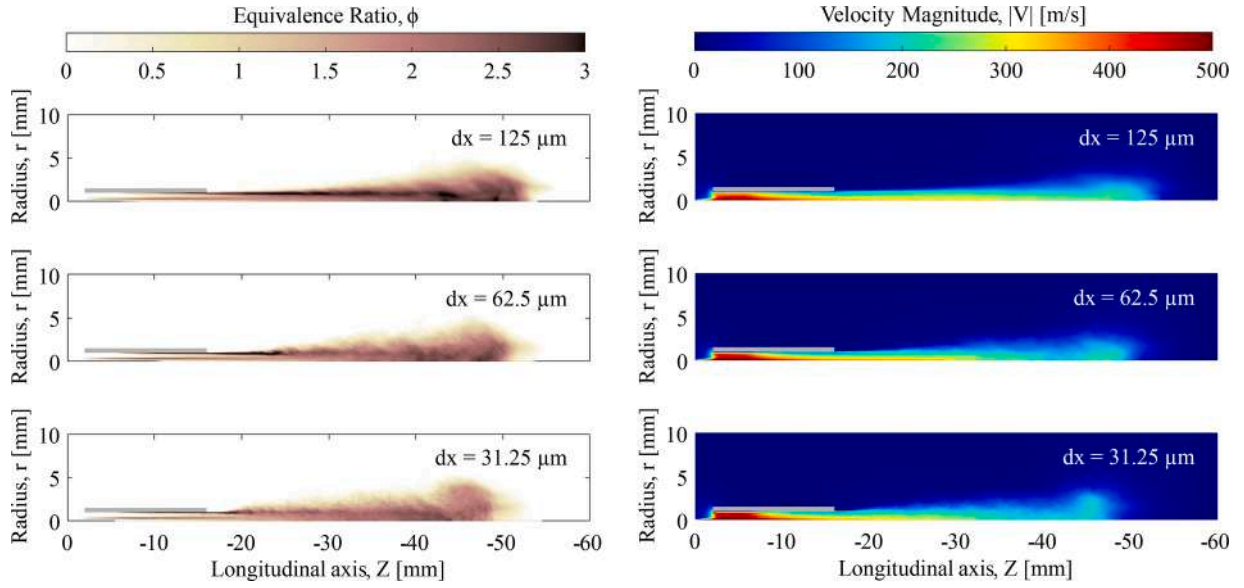 Equivalence Ratio, ϕ
0 0.5 1 1.5 2 2.5 3
Velocity Magnitude, |V| [m/s]
0 100 200 300 400 500
Radius, r [mm]
10
5
0
dx = 125 µm
Radius, r [mm]
10
5
0
dx = 125 µm
Radius, r [mm]
10
5
0
dx = 62.5 µm
Radius, r [mm]
10
5
0
dx = 62.5 µm
Radius, r [mm]
10
5
0
dx = 31.25 µm
0 -10 -20 -30 -40 -50 -60
Longitudinal axis, Z [mm]
Radius, r [mm]
10
5
0
dx = 31.25 µm
0 -10 -20 -30 -40 -50 -60
Longitudinal axis, Z [mm]